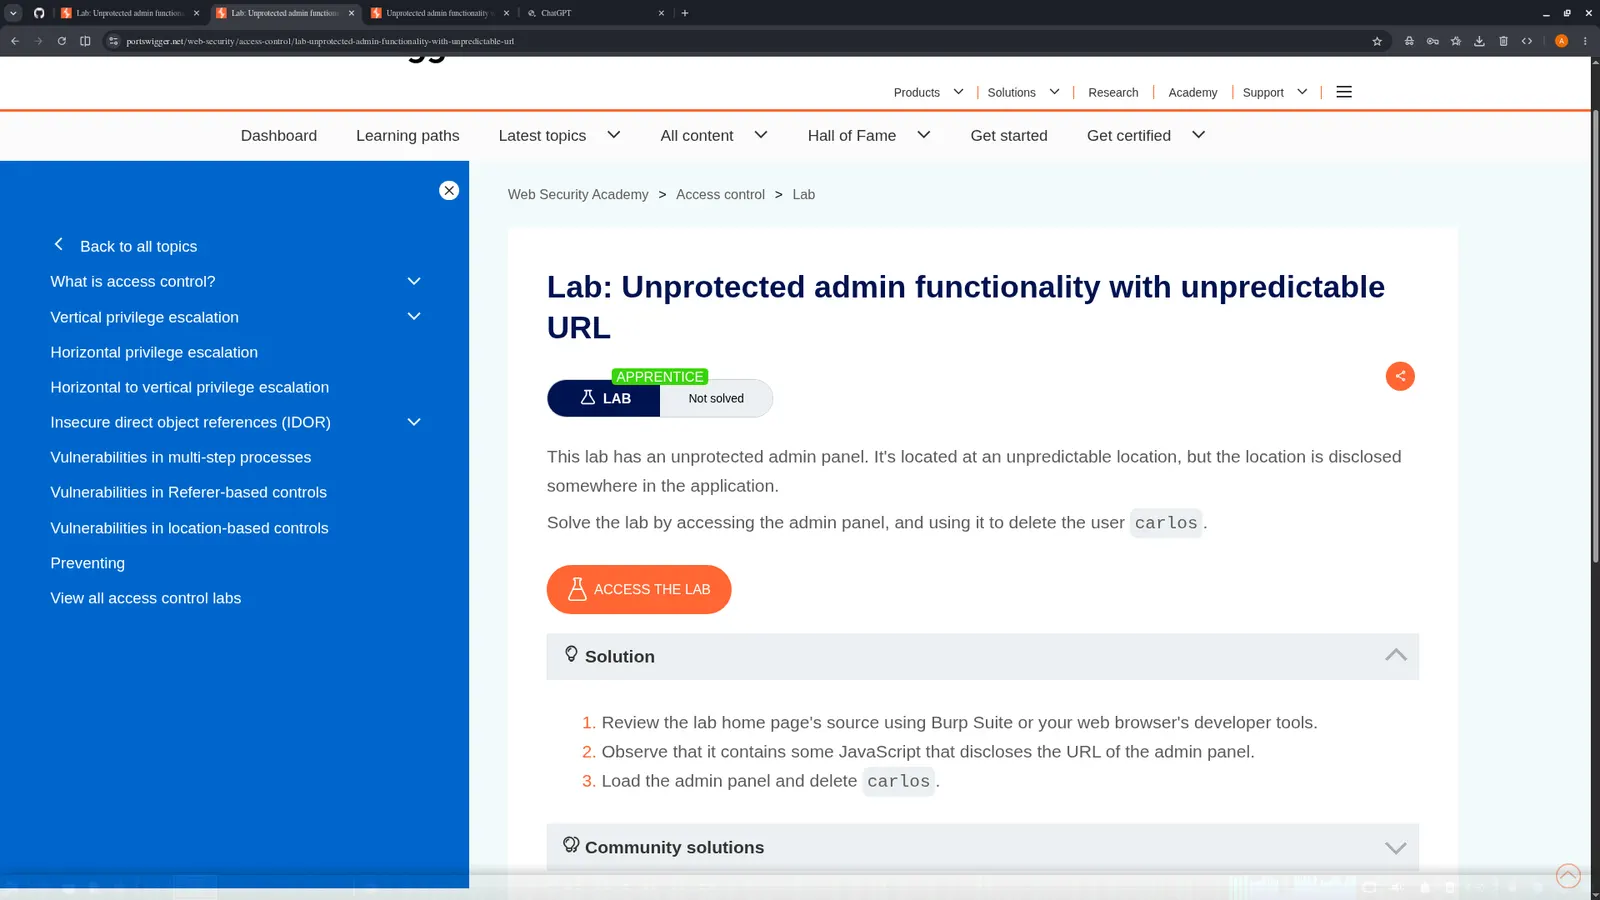 Lab: Unprotected admin function
Lab: Unprotected admin function
Unprotected admin functionality
ChatGPT
portswigger.net/web-security/access-control/lab-unprotected-admin-functionality-with-unpredictable-url
A
Products
Solutions
Research
Academy
Support
Dashboard
Learning paths
Latest topics
All content
Hall of Fame
Get started
Get certified
Back to all topics
What is access control?
Vertical privilege escalation
Horizontal privilege escalation
Horizontal to vertical privilege escalation
Insecure direct object references (IDOR)
Vulnerabilities in multi-step processes
Vulnerabilities in Referer-based controls
Vulnerabilities in location-based controls
Preventing
View all access control labs
Web Security Academy > Access control > Lab
Lab: Unprotected admin functionality with unpredictable
URL
APPRENTICE
LAB Not solved
This lab has an unprotected admin panel. It's located at an unpredictable location, but the location is disclosed
somewhere in the application.
Solve the lab by accessing the admin panel, and using it to delete the user carlos.
ACCESS THE LAB
Solution
1. Review the lab home page's source using Burp Suite or your web browser's developer tools.
2. Observe that it contains some JavaScript that discloses the URL of the admin panel.
3. Load the admin panel and delete carlos.
Community solutions